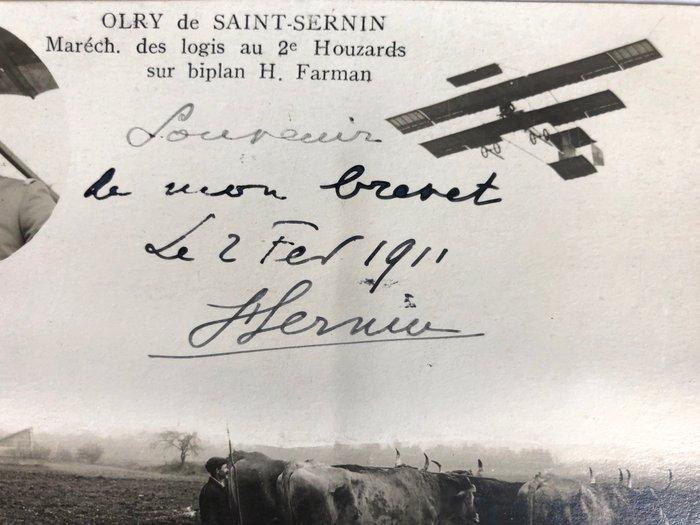 OLRY de SAINT-SERNIN
Maréch. des logis au 2e Houzards
sur biplan H. Farman
Souvenir
de mon brevet
Le 2 Fev 1911
StSernin